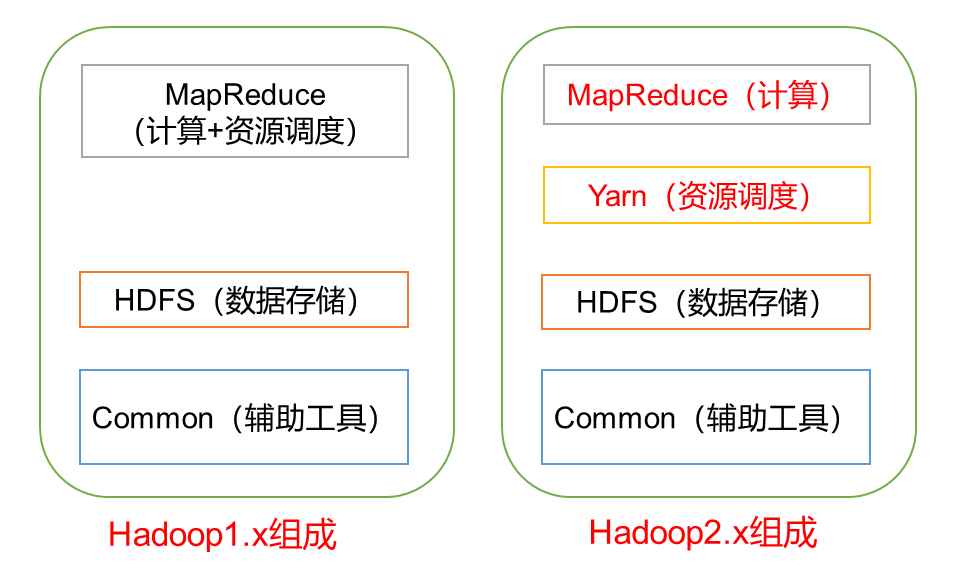 MapReduce
（计算+资源调度）
HDFS（数据存储）
Common（辅助工具）
Hadoop1.x组成
MapReduce（计算）
Yarn（资源调度）
HDFS（数据存储）
Common（辅助工具）
Hadoop2.x组成